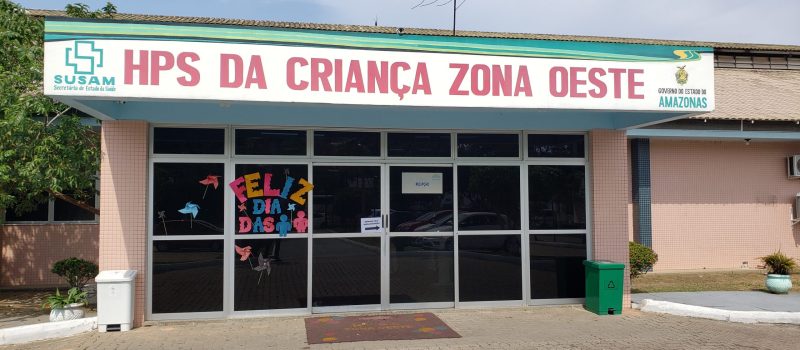 SUSAM
Secretaria de Estado da Saúde
HPS DA CRIANÇA ZONA OESTE
GOVERNO DO ESTADO DO
AMAZONAS
FELIZ
DIA
DAS